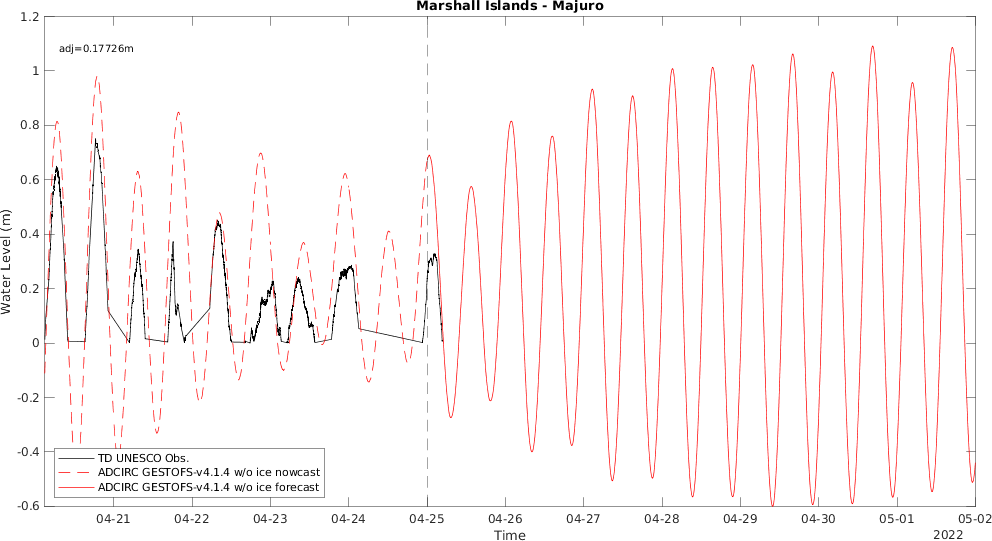 Marshall Islands - Majuro
adj=0.17726m
Water Level (m)
1.2
1
0.8
0.6
0.4
0.2
0
-0.2
-0.4
-0.6
TD UNESCO Obs.
ADCIRC GESTOFS-v4.1.4 w/o ice nowcast
ADCIRC GESTOFS-v4.1.4 w/o ice forecast
04-21 04-22 04-23 04-24 04-25 04-26 04-27 04-28 04-29 04-30 05-01 05-02
Time
2022